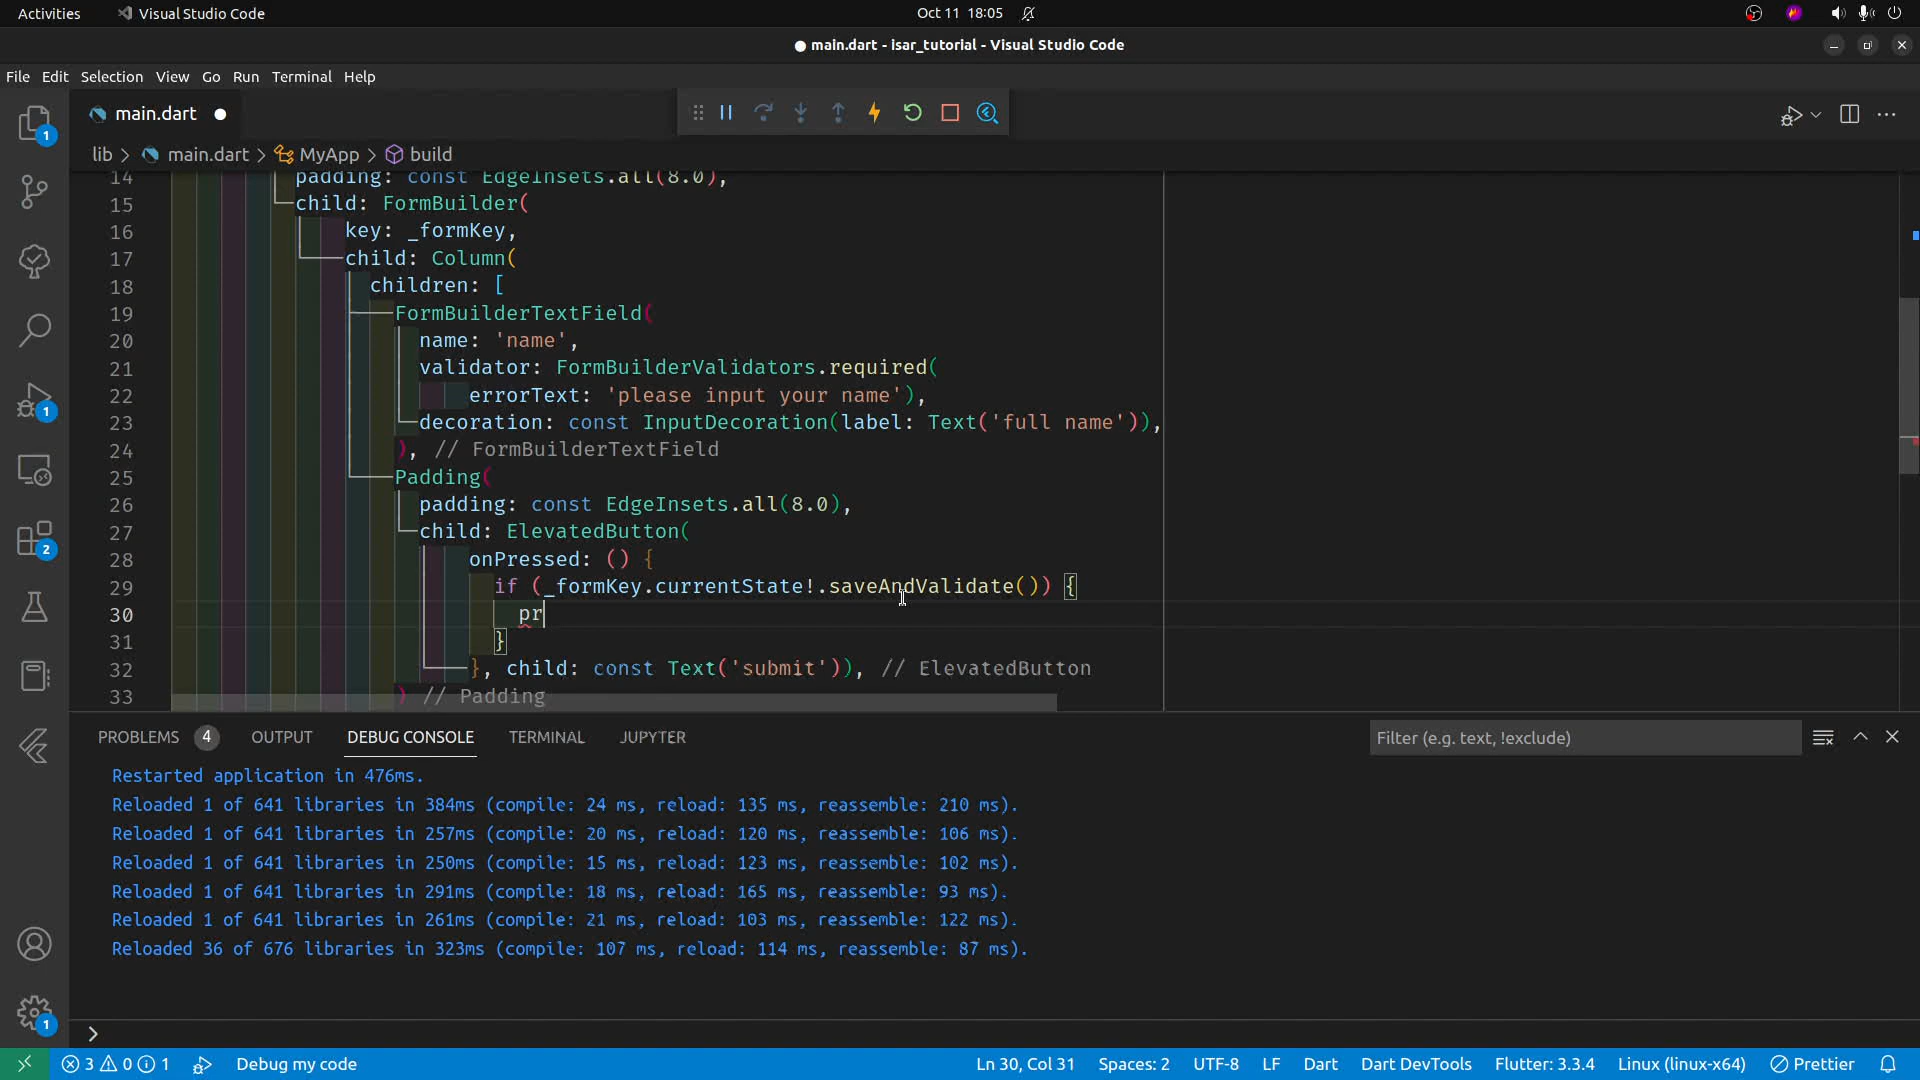 Activities Visual Studio Code Oct 11 18:05
main.dart - isar_tutorial - Visual Studio Code
File Edit Selection View Go Run Terminal Help
main.dart
lib > main.dart > MyApp > build
14 padding: const EdgeInsets.all(8.0),
15 child: FormBuilder(
16 key: _formKey,
17 child: Column(
18 children: [
19 FormBuilderTextField(
20 name: 'name',
21 validator: FormBuilderValidators.required(
22 errorText: 'please input your name'),
23 decoration: const InputDecoration(label: Text('full name')),
24 ), // FormBuilderTextField
25 Padding(
26 padding: const EdgeInsets.all(8.0),
27 child: ElevatedButton(
28 onPressed: () {
29 if (_formKey.currentState!.saveAndValidate()) {
30 pr
31 }
32 }, child: const Text('submit')), // ElevatedButton
33 ) // Padding
PROBLEMS 4 OUTPUT DEBUG CONSOLE TERMINAL JUPYTER Filter (e.g. text, !exclude)
Restarted application in 476ms.
Reloaded 1 of 641 libraries in 384ms (compile: 24 ms, reload: 135 ms, reassemble: 210 ms).
Reloaded 1 of 641 libraries in 257ms (compile: 20 ms, reload: 120 ms, reassemble: 106 ms).
Reloaded 1 of 641 libraries in 250ms (compile: 15 ms, reload: 123 ms, reassemble: 102 ms).
Reloaded 1 of 641 libraries in 291ms (compile: 18 ms, reload: 165 ms, reassemble: 93 ms).
Reloaded 1 of 641 libraries in 261ms (compile: 21 ms, reload: 103 ms, reassemble: 122 ms).
Reloaded 36 of 676 libraries in 323ms (compile: 107 ms, reload: 114 ms, reassemble: 87 ms).
1
1
2
1
3 0 1 Debug my code Ln 30, Col 31 Spaces: 2 UTF-8 LF Dart Dart DevTools Flutter: 3.3.4 Linux (linux-x64) Prettier